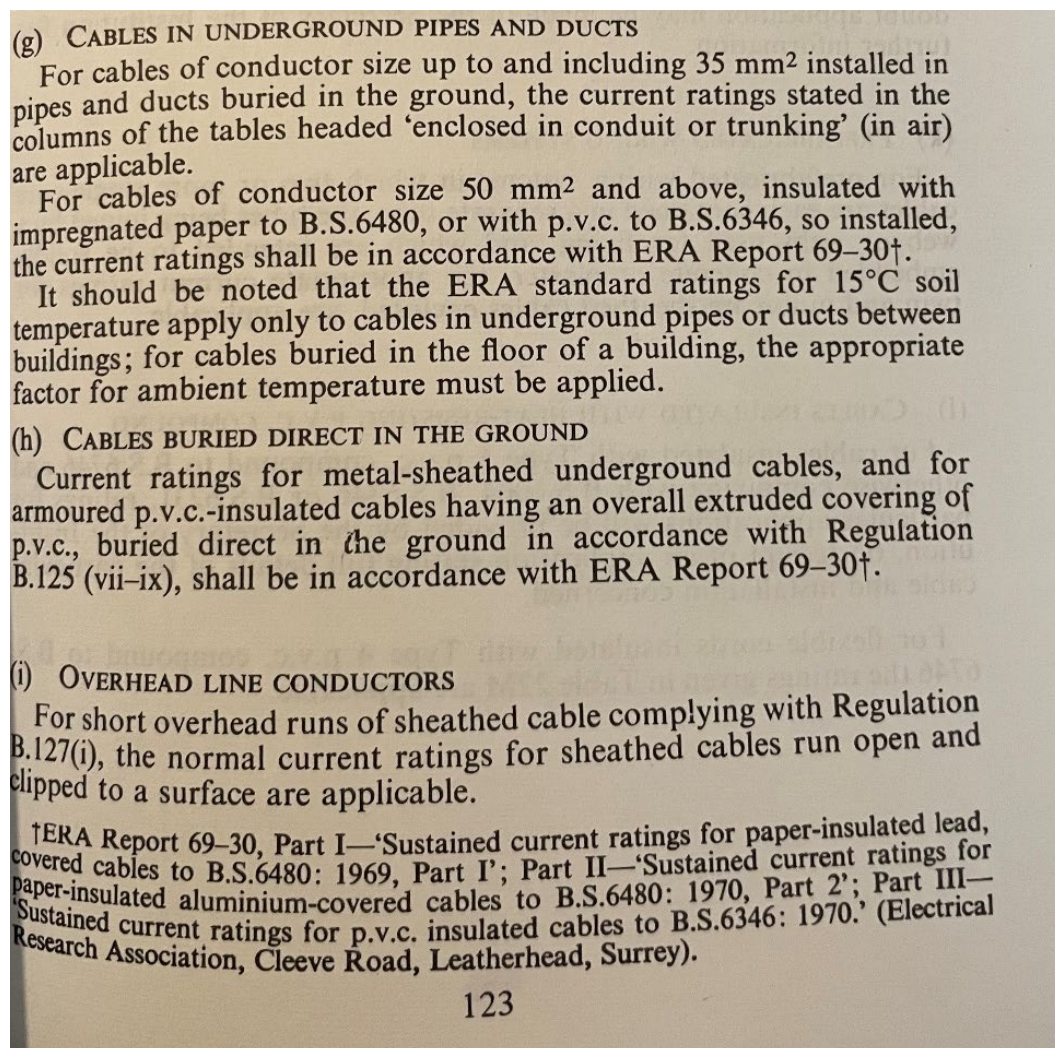 (g) CABLES IN UNDERGROUND PIPES AND DUCTS
For cables of conductor size up to and including 35 mm2 installed in
pipes and ducts buried in the ground, the current ratings stated in the
columns of the tables headed ‘enclosed in conduit or trunking’ (in air)
are applicable.
For cables of conductor size 50 mm2 and above, insulated with
impregnated paper to B.S.6480, or with p.v.c. to B.S.6346, so installed,
the current ratings shall be in accordance with ERA Report 69–30†.
It should be noted that the ERA standard ratings for 15°C soil
temperature apply only to cables in underground pipes or ducts between
buildings; for cables buried in the floor of a building, the appropriate
factor for ambient temperature must be applied.
(h) CABLES BURIED DIRECT IN THE GROUND
Current ratings for metal-sheathed underground cables, and for
armoured p.v.c.-insulated cables having an overall extruded covering of
p.v.c., buried direct in the ground in accordance with Regulation
B.125 (vii–ix), shall be in accordance with ERA Report 69–30†.
(i) OVERHEAD LINE CONDUCTORS
For short overhead runs of sheathed cable complying with Regulation
B.127(i), the normal current ratings for sheathed cables run open and
clipped to a surface are applicable.
†ERA Report 69–30, Part I—‘Sustained current ratings for paper-insulated lead,
covered cables to B.S.6480: 1969, Part I’; Part II—‘Sustained current ratings for
paper-insulated aluminium-covered cables to B.S.6480: 1970, Part 2’; Part III—
‘Sustained current ratings for p.v.c. insulated cables to B.S.6346: 1970.’ (Electrical
Research Association, Cleeve Road, Leatherhead, Surrey).
123